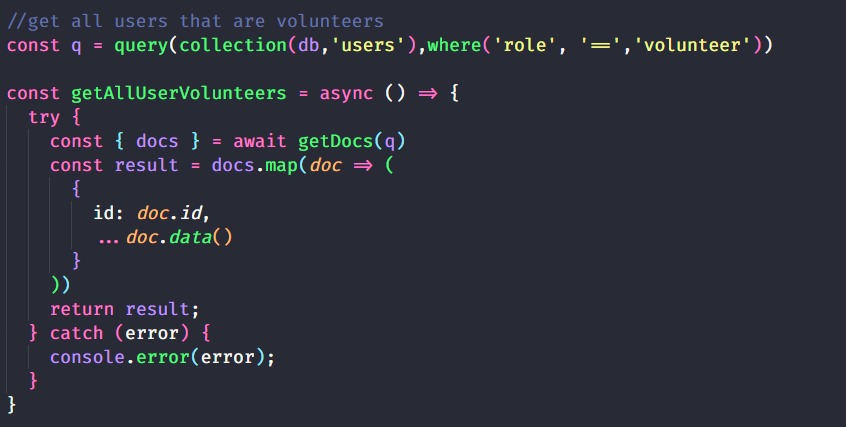 //get all users that are volunteers
const q = query(collection(db,'users'),where('role', '==','volunteer'))
const getAllUserVolunteers = async () => {
try {
const { docs } = await getDocs(q)
const result = docs.map(doc => (
{
id: doc.id,
...doc.data()
}
))
return result;
} catch (error) {
console.error(error);
}
}